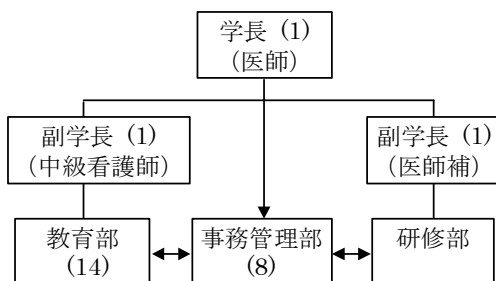 学長 (1)
(医師)
副学長 (1)
(中級看護師)
副学長 (1)
(医師補)
教育部
(14)
事務管理部
(8)
研修部